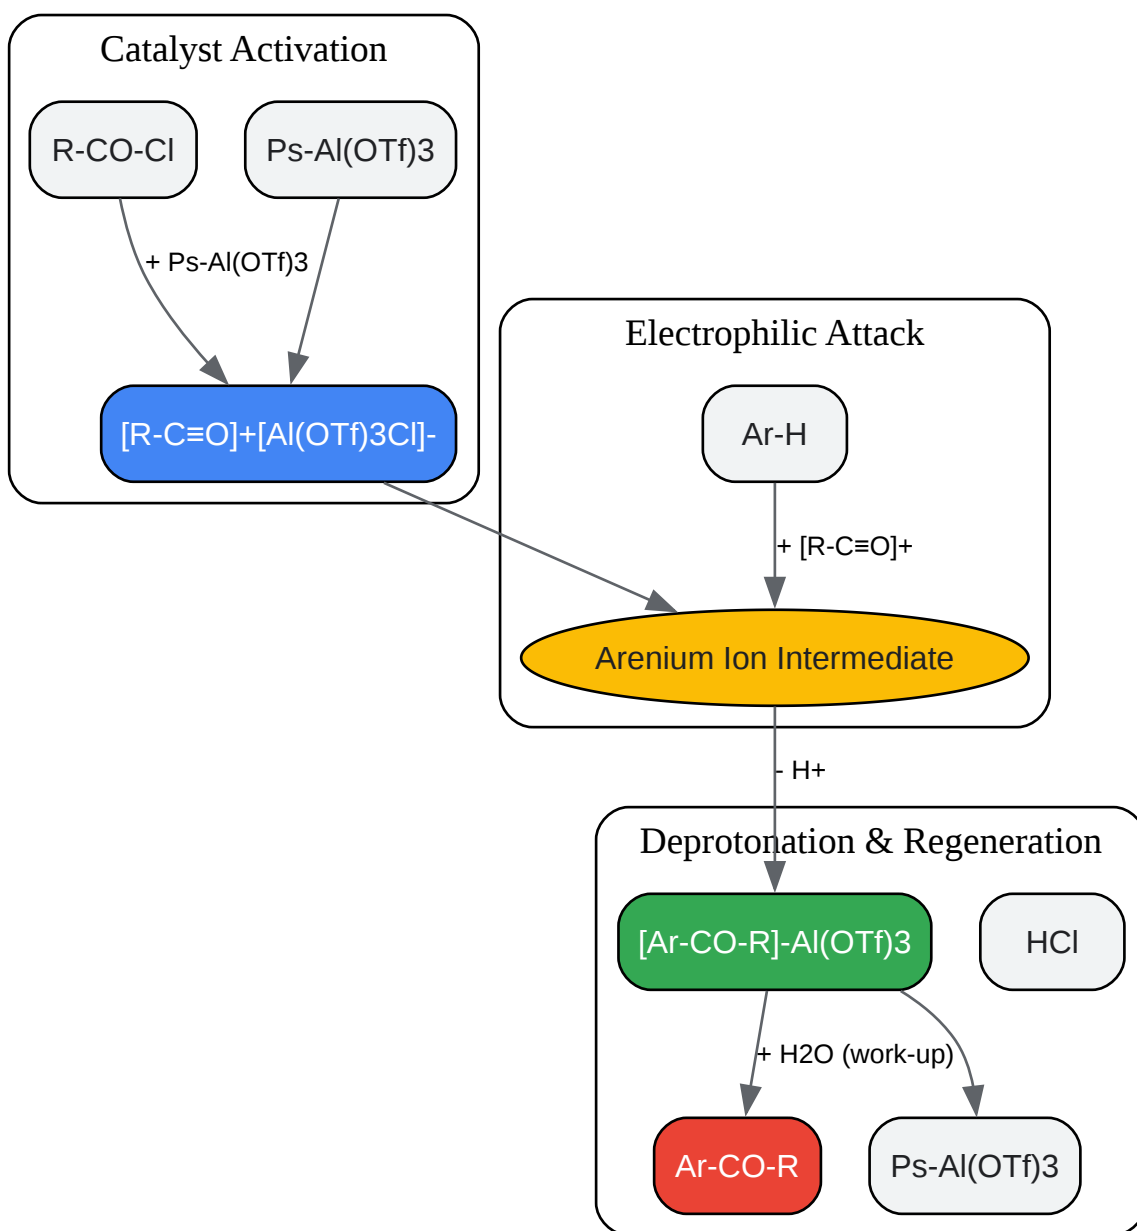 Catalyst Activation
R-CO-Cl
Ps-Al(OTf)3
+ Ps-Al(OTf)3
[R-C≡O]+[Al(OTf)3Cl]-
Electrophilic Attack
Ar-H
+ [R-C≡O]+
Arenium Ion Intermediate
- H+
Deprotonation & Regeneration
[Ar-CO-R]-Al(OTf)3
HCl
+ H2O (work-up)
Ar-CO-R
Ps-Al(OTf)3